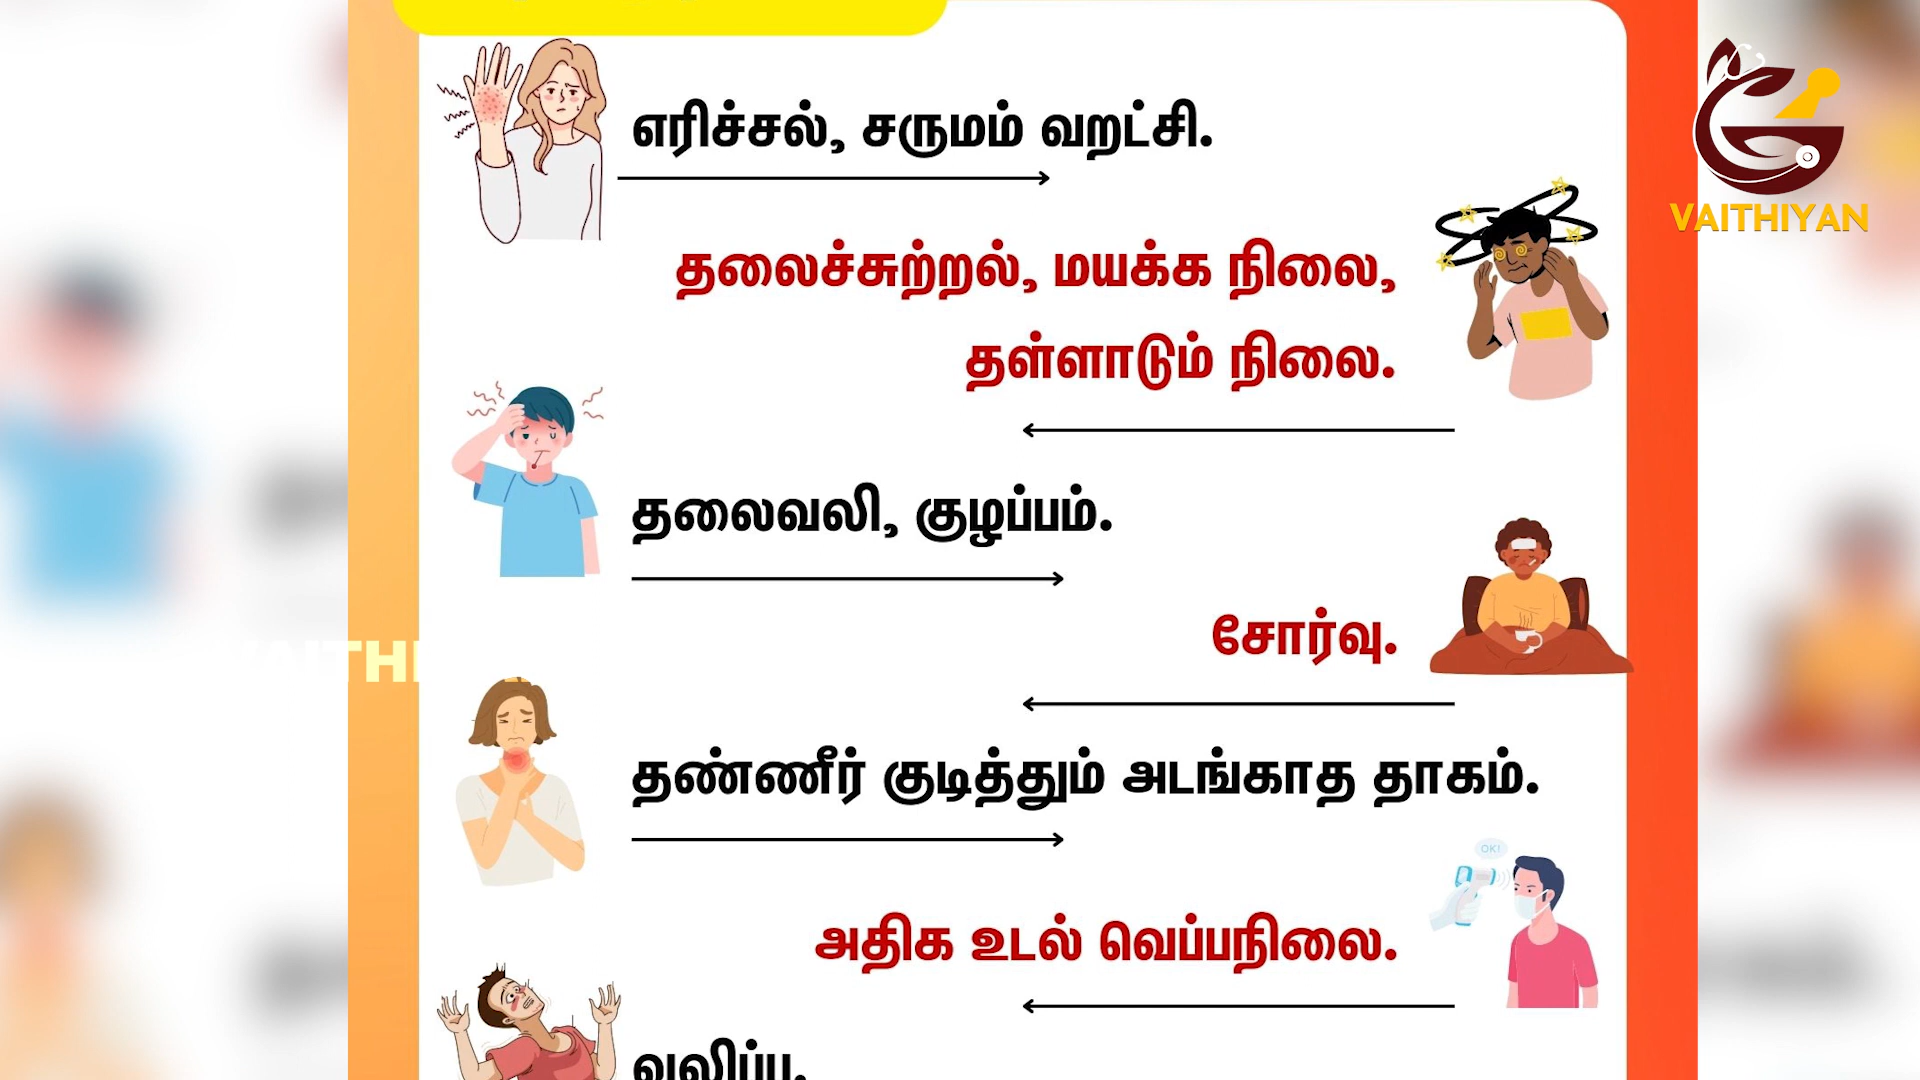 எரிச்சல், சருமம் வறட்சி.
VAITHIYAN
தலைச்சுற்றல், மயக்க நிலை,
தள்ளாடும் நிலை.
தலைவலி, குழப்பம்.
சோர்வு.
தண்ணீர் குடித்தும் அடங்காத தாகம்.
OK!
அதிக உடல் வெப்பநிலை.
வலிப்பு.